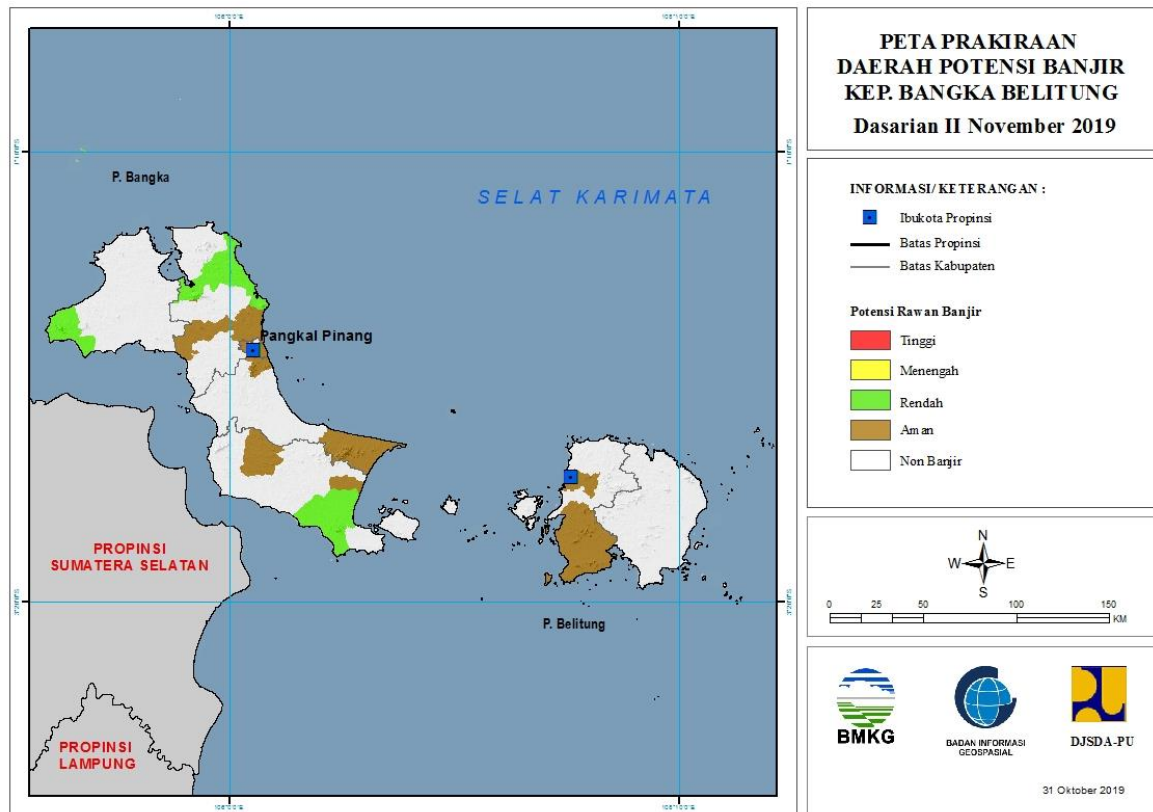 PETA PRAKIRAAN
DAERAH POTENSI BANJIR
KEP. BANGKA BELITUNG
Dasarian II November 2019
P. Bangka
SELAT KARIMATA
Pangkal Pinang
PROPINSI
SUMATERA SELATAN
P. Belitung
PROPINSI
LAMPUNG
INFORMASI/ KETERANGAN :
Ibukota Propinsi
Batas Propinsi
Batas Kabupaten
Potensi Rawan Banjir
Tinggi
Menengah
Rendah
Aman
Non Banjir
N
W E
S
0 25 50 100 150
KM
BMKG
BADAN INFORMASI
GEOSPASIAL
DJSDA-PU
31 Oktober 2019